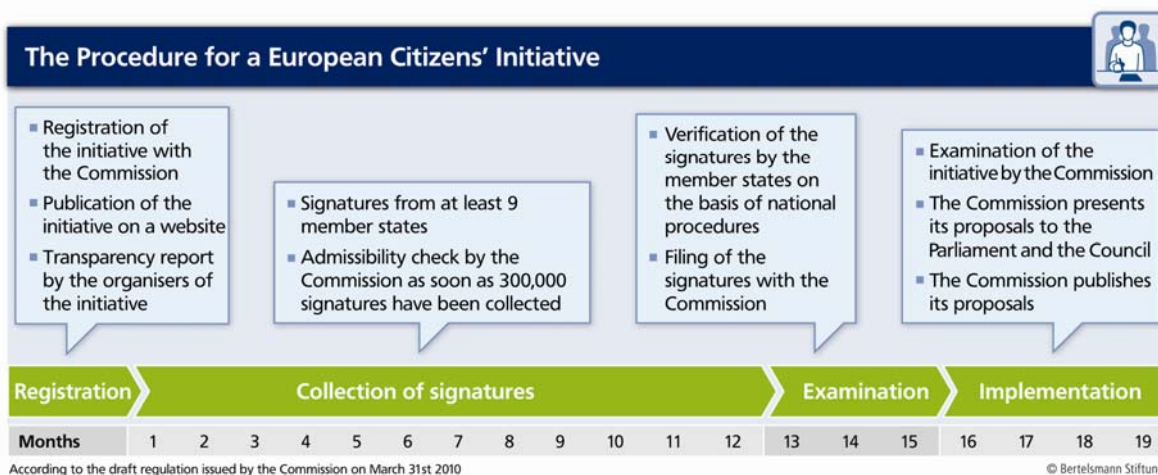 The Procedure for a European Citizens' Initiative
Registration of
the initiative with
the Commission
Publication of the
initiative on a website
Transparency report
by the organisers of
the initiative
Signatures from at least 9
member states
Admissibility check by the
Commission as soon as 300,000
signatures have been collected
Verification of the
signatures by the
member states on
the basis of national
procedures
Filing of the
signatures with the
Commission
Examination of the
initiative by the Commission
The Commission presents
its proposals to the
Parliament and the Council
The Commission publishes
its proposals
Registration Collection of signatures Examination Implementation
Months 1 2 3 4 5 6 7 8 9 10 11 12 13 14 15 16 17 18 19
According to the draft regulation issued by the Commission on March 31st 2010 © Bertelsmann Stiftun